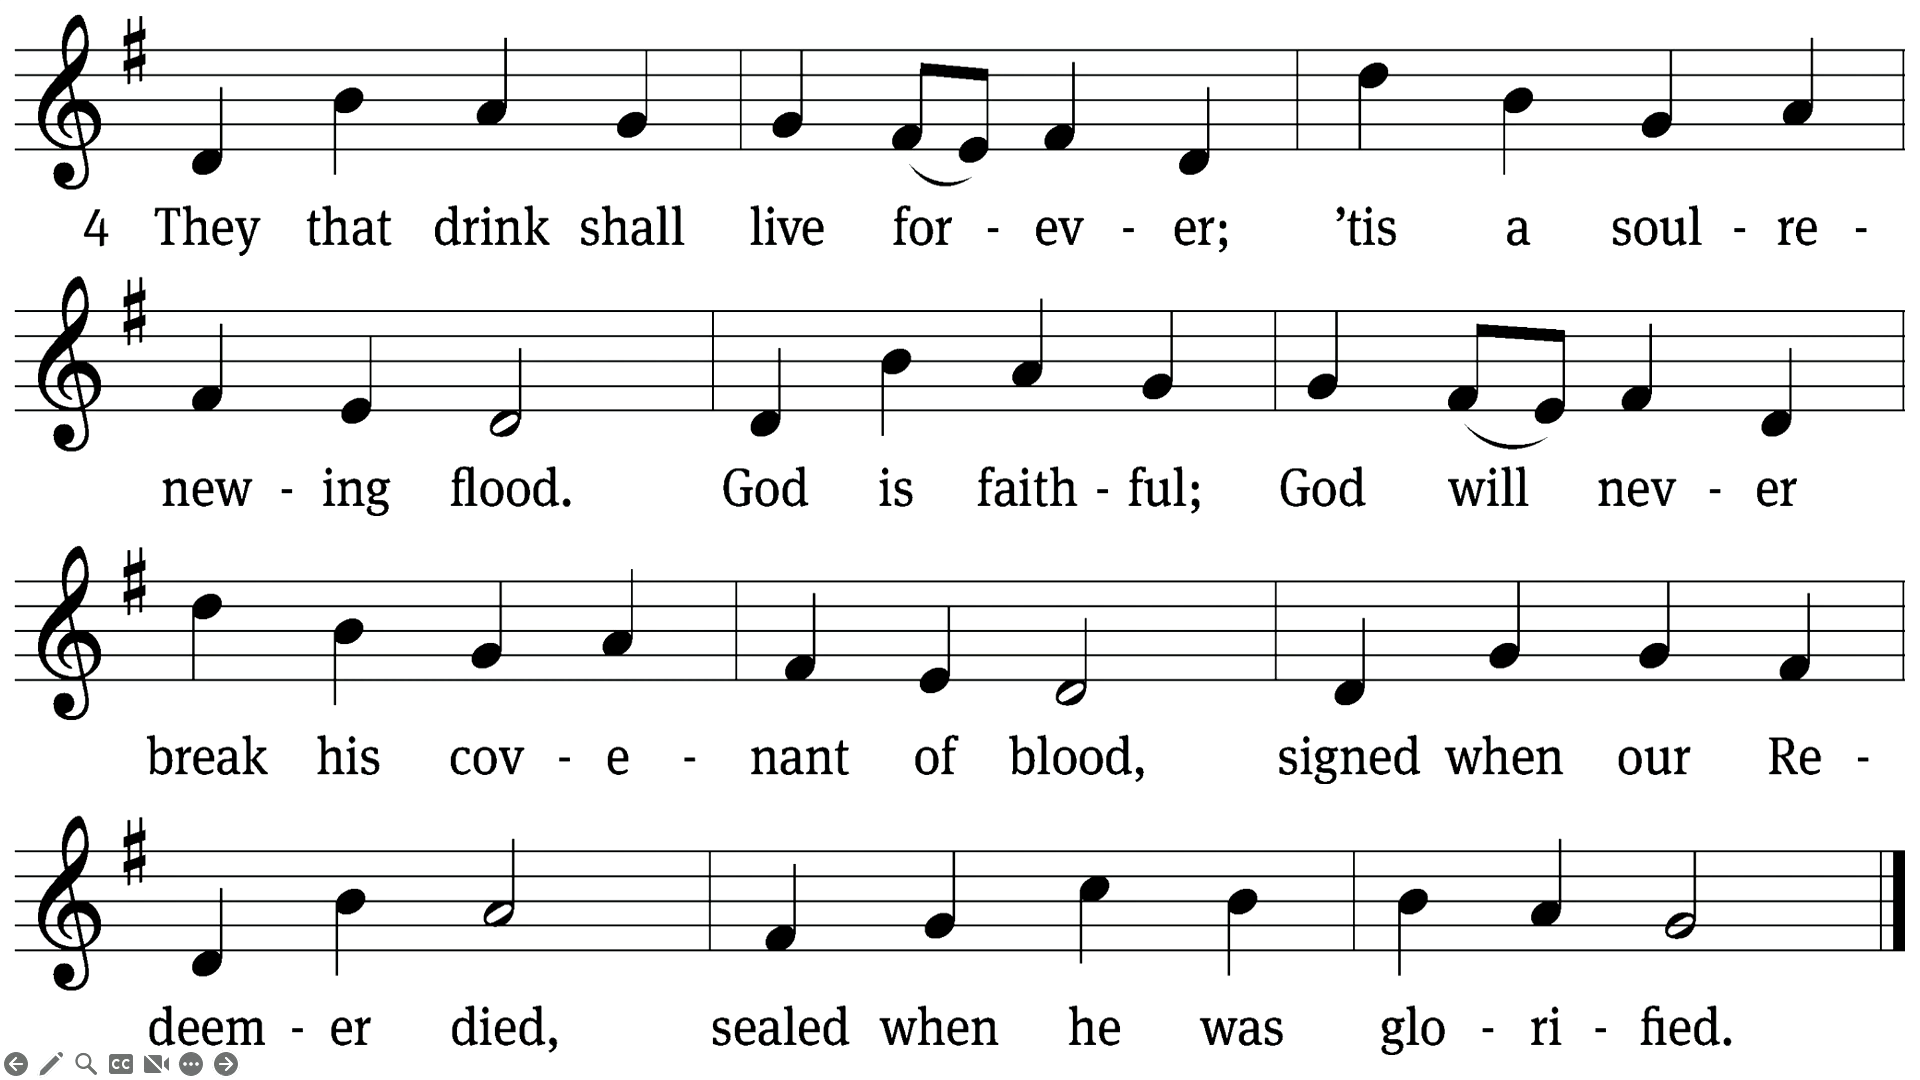 4 They that drink shall live for - ev - er; ’tis a soul - re -
new - ing flood. God is faith - ful; God will nev - er
break his cov - e - nant of blood, signed when our Re -
deem - er died, sealed when he was glo - ri - fied.
CC